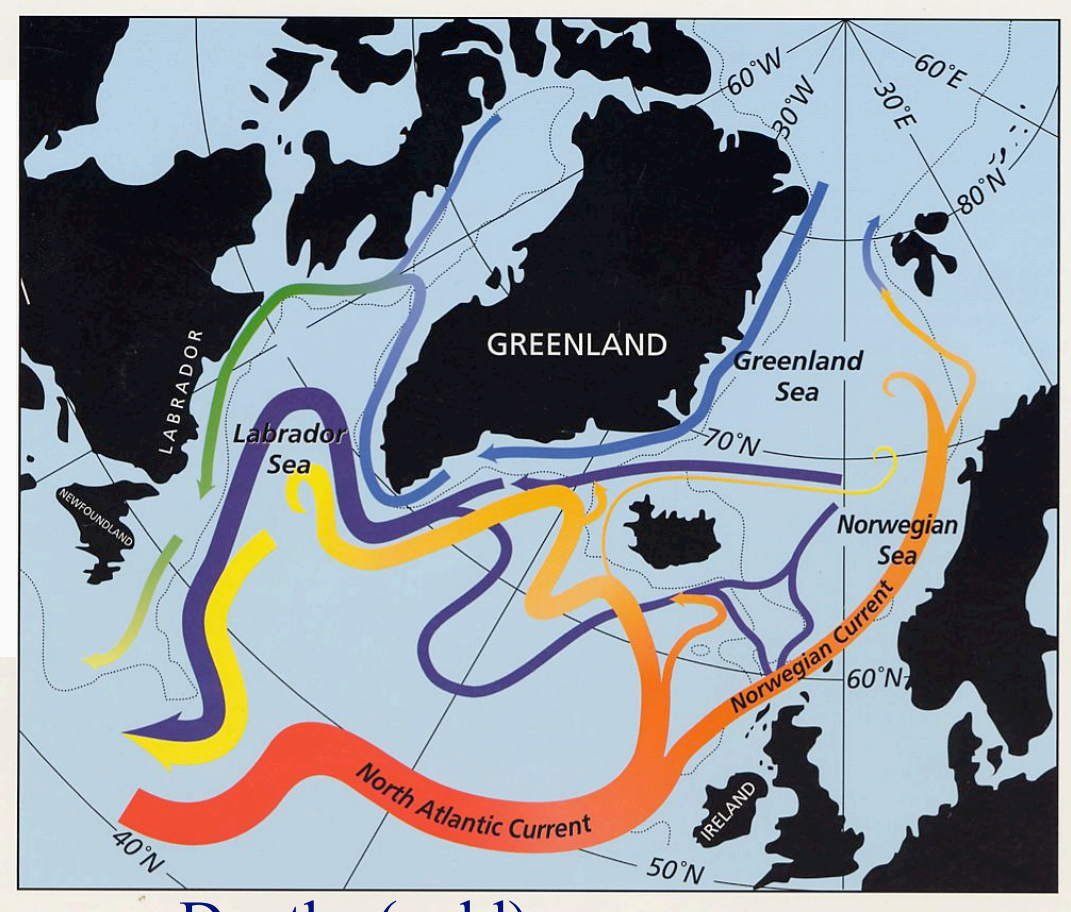 60°W
30°W
30°E
60°E
80°N
GREENLAND
Greenland
Sea
LABRADOR
Labrador
Sea
70°N
NEWFOUNDLAND
Norwegian
Sea
Norwegian Current
60°N
North Atlantic Current
IRELAND
40°N
50°N